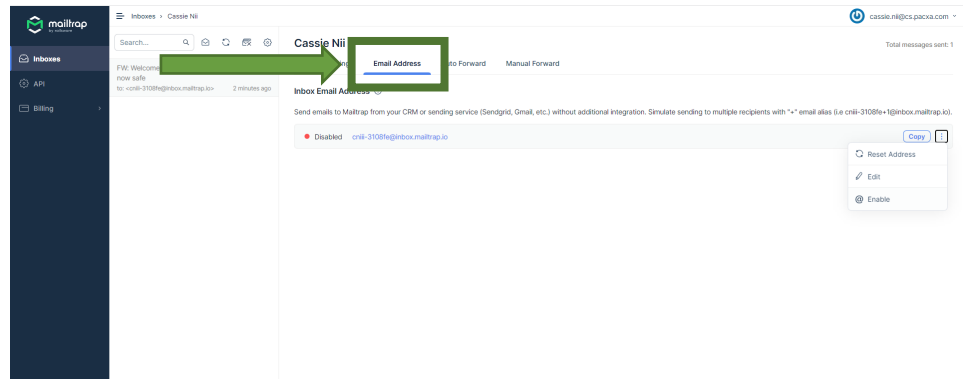 mailtrap
by railsware
Inboxes
API
Billing
Inboxes > Cassie Nii
cassie.nii@cs.pacxa.com
Search...
FW: Welcome
now safe
to: <cniii-3108fe@inbox.mailtrap.io> 2 minutes ago
Cassie Nii
Total messages sent: 1
Email Address
Auto Forward
Manual Forward
Inbox Email Address
Send emails to Mailtrap from your CRM or sending service (Sendgrid, Gmail, etc.) without additional integration. Simulate sending to multiple recipients with "+" email alias (i.e cniii-3108fe+1@inbox.mailtrap.io).
Disabled cniii-3108fe@inbox.mailtrap.io Copy
Reset Address
Edit
Enable